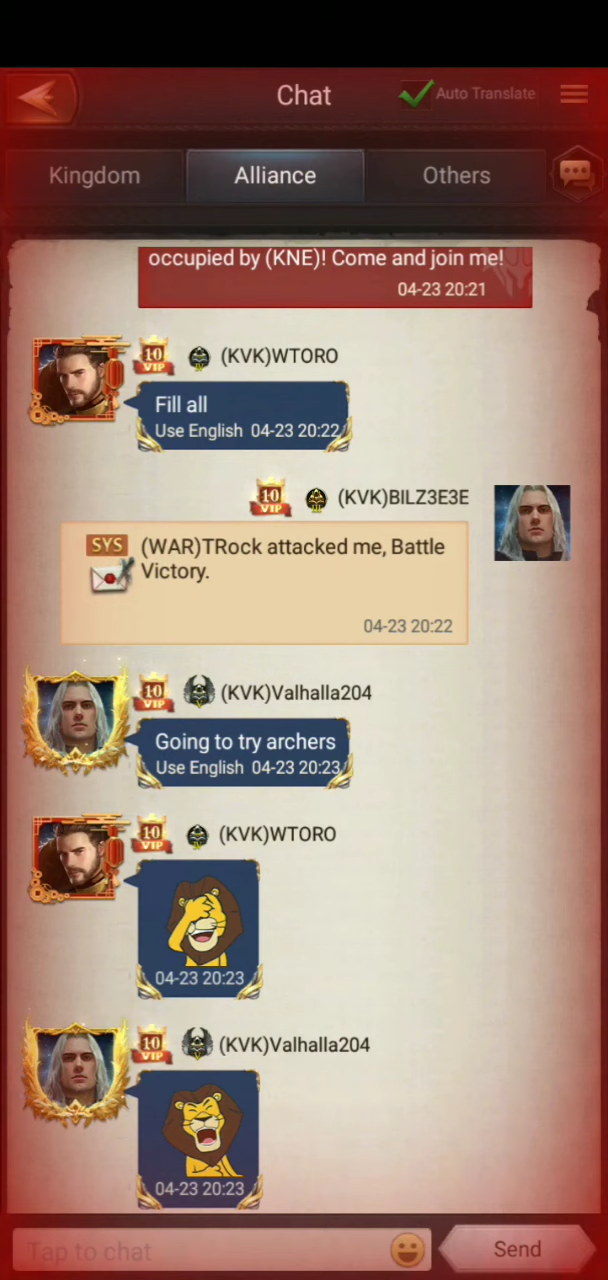 Chat
Auto Translate
Kingdom
Alliance
Others
occupied by (KNE)! Come and join me!
04-23 20:21
10
VIP
(KVK)WTORO
Fill all
Use English 04-23 20:22
10
VIP
(KVK)BILZ3E3E
SYS
(WAR)TRock attacked me, Battle
Victory.
04-23 20:22
10
VIP
(KVK)Valhalla204
Going to try archers
Use English 04-23 20:23
10
VIP
(KVK)WTORO
04-23 20:23
10
VIP
(KVK)Valhalla204
04-23 20:23
Tap to chat
Send